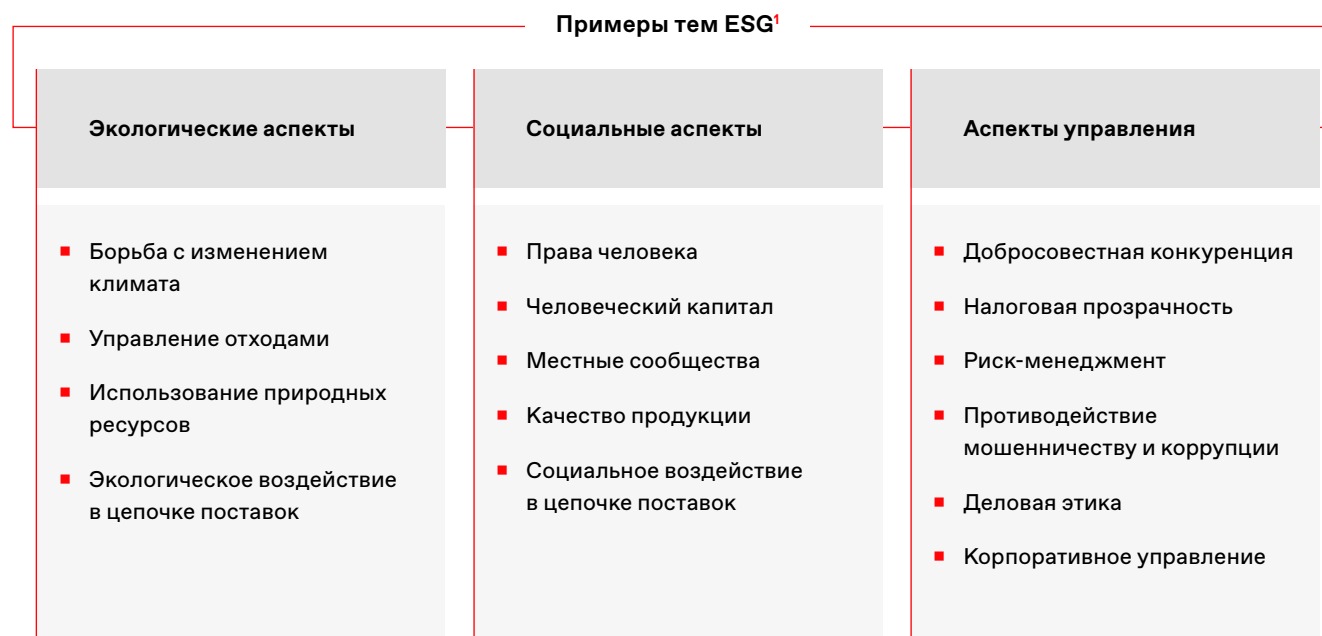 Примеры тем ESG¹
Экологические аспекты
Борьба с изменением
климата
Управление отходами
Использование природных
ресурсов
Экологическое воздействие
в цепочке поставок
Социальные аспекты
Права человека
Человеческий капитал
Местные сообщества
Качество продукции
Социальное воздействие
в цепочке поставок
Аспекты управления
Добросовестная конкуренция
Налоговая прозрачность
Риск-менеджмент
Противодействие
мошенничеству и коррупции
Деловая этика
Корпоративное управление